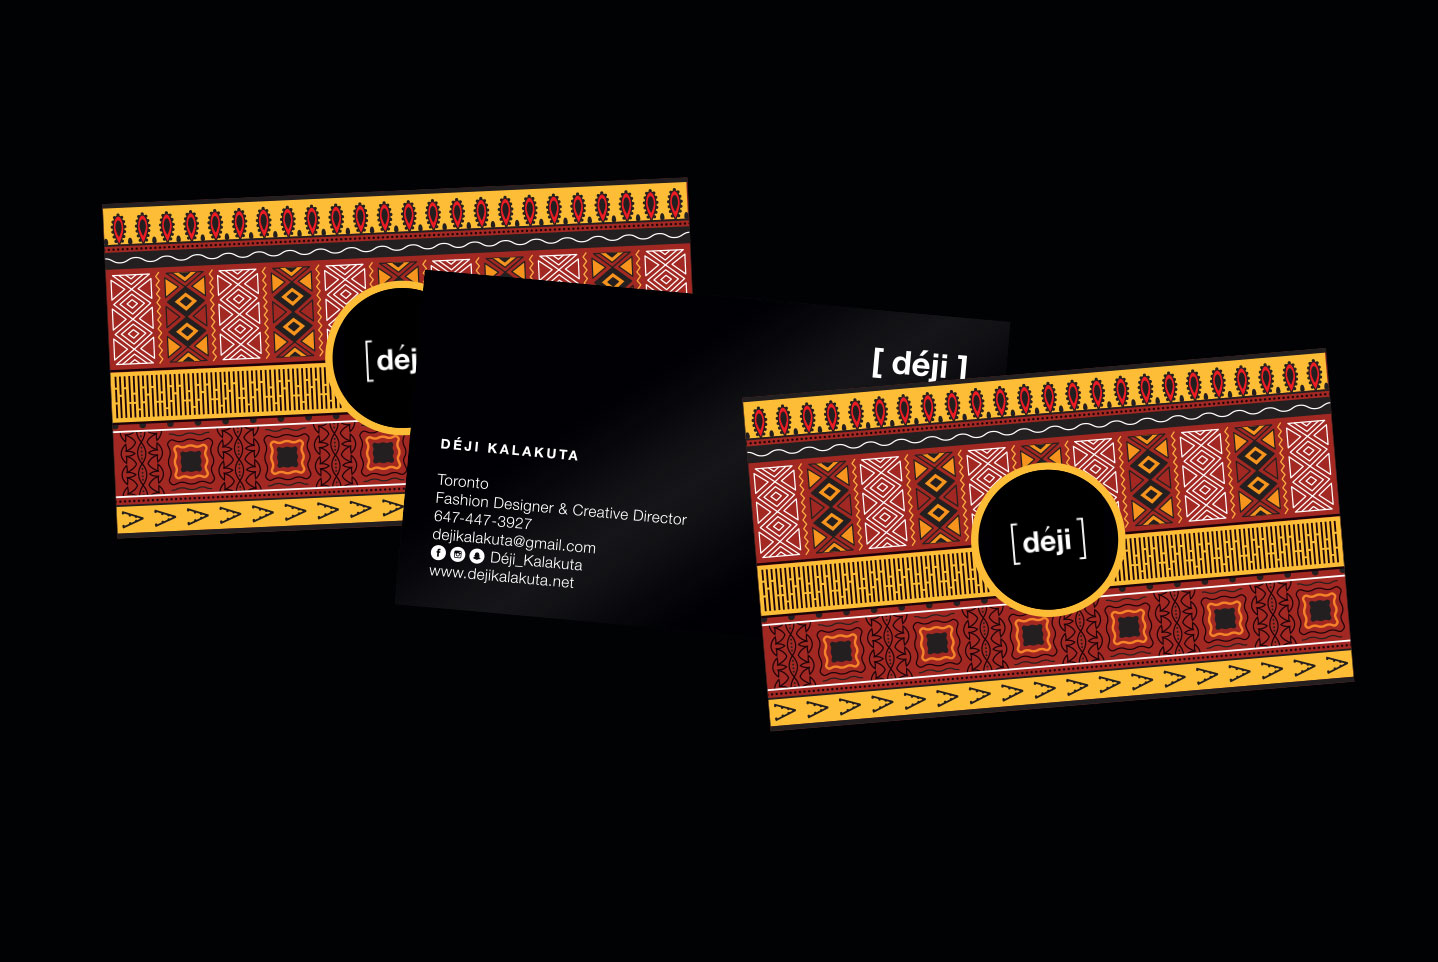 [déj
[ déji ]
DÉJI KALAKUTA
Toronto
Fashion Designer & Creative Director
647-447-3927
dejikalakuta@gmail.com
Déji_Kalakuta
www.dejikalakuta.net
[déji]